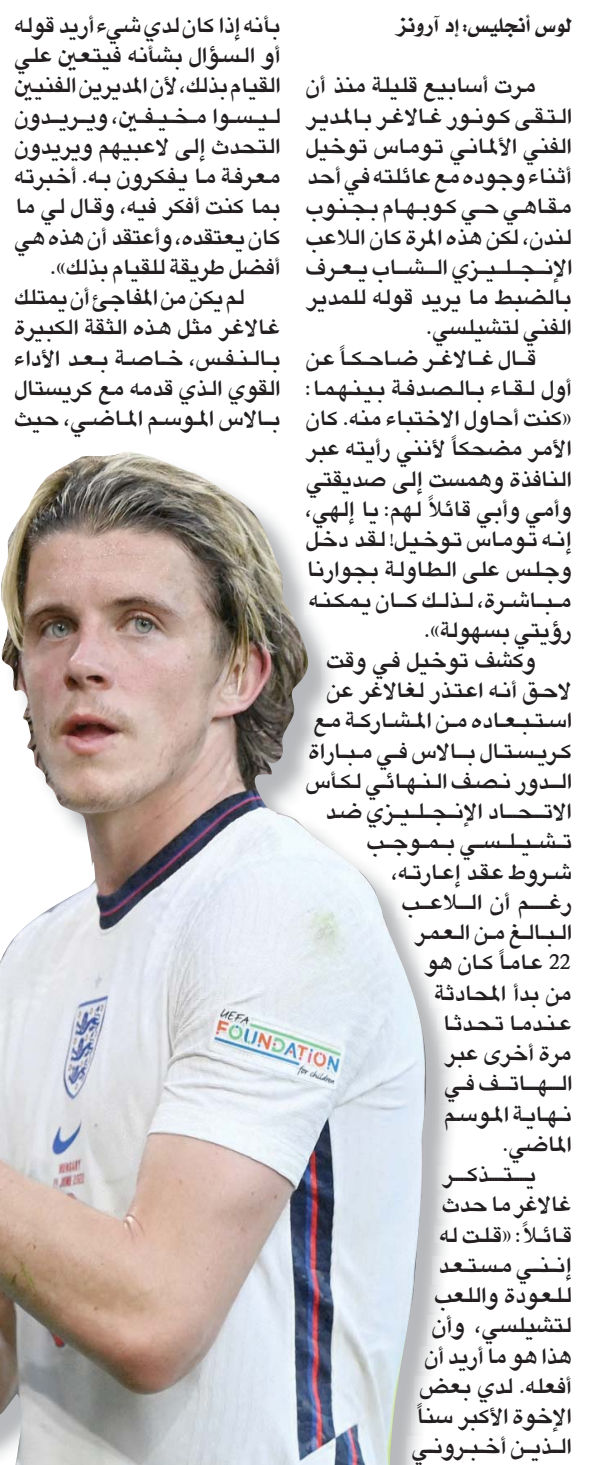 لوس أنجليس: إد آرونز
مرت أسابيع قليلة منذ أن
التقى كونور غالاغر بالمدير
الفني الألماني توماس توخيل
أثناء وجوده مع عائلته في أحد
مقاهي حي كوبهام بجنوب
لندن، لكن هذه المرة كان اللاعب
الإنجليزي الشاب يعرف
بالضبط ما يريد قوله للمدير
الفني لتشيلسي.
قال غالاغر ضاحكاً عن
أول لقاء بالصدفة بينهما:
«كنت أحاول الاختباء منه. كان
الأمر مضحكاً لأنني رأيته عبر
النافذة وهمست إلى صديقتي
وأمي وأبي قائلاً لهم: يا إلهي،
إنه توماس توخيل! لقد دخل
وجلس على الطاولة بجوارنا
مباشرة، لذلك كان يمكنه
رؤيتي بسهولة».
وكشف توخيل في وقت
لاحق أنه اعتذر لغالاغر عن
استبعاده من المشاركة مع
كريستال بالاس في مباراة
الدور نصف النهائي لكأس
الاتحاد الإنجليزي ضد
تشيلسي بموجب
شروط عقد إعارته،
رغم أن اللاعب
البالغ من العمر
22 عاماً كان هو
من بدأ المحادثة
عندما تحدثا
مرة أخرى عبر
الهاتف في
نهاية الموسم
الماضي.
يتذكر
غالاغر ما حدث
قائلاً: «قلت له
إنني مستعد
للعودة واللعب
لتشيلسي، وأن
هذا هو ما أريد أن
أفعله. لدي بعض
الإخوة الأكبر سناً
الذين أخبروني
بأنه إذا كان لدي شيء أريد قوله
أو السؤال بشأنه فيتعين علي
القيام بذلك، لأن المديرين الفنيين
ليسوا مخيفين، ويريدون
التحدث إلى لاعبيهم ويريدون
معرفة ما يفكرون به. أخبرته
بما كنت أفكر فيه، وقال لي ما
كان يعتقده، وأعتقد أن هذه هي
أفضل طريقة للقيام بذلك».
لم يكن من المفاجئ أن يمتلك
غالاغر مثل هذه الثقة الكبيرة
بالنفس، خاصة بعد الأداء
القوي الذي قدمه مع كريستال
بالاس الموسم الماضي، حيث
UEFA
FOUNDATION
for children
HUNGARY
JUNE 2022